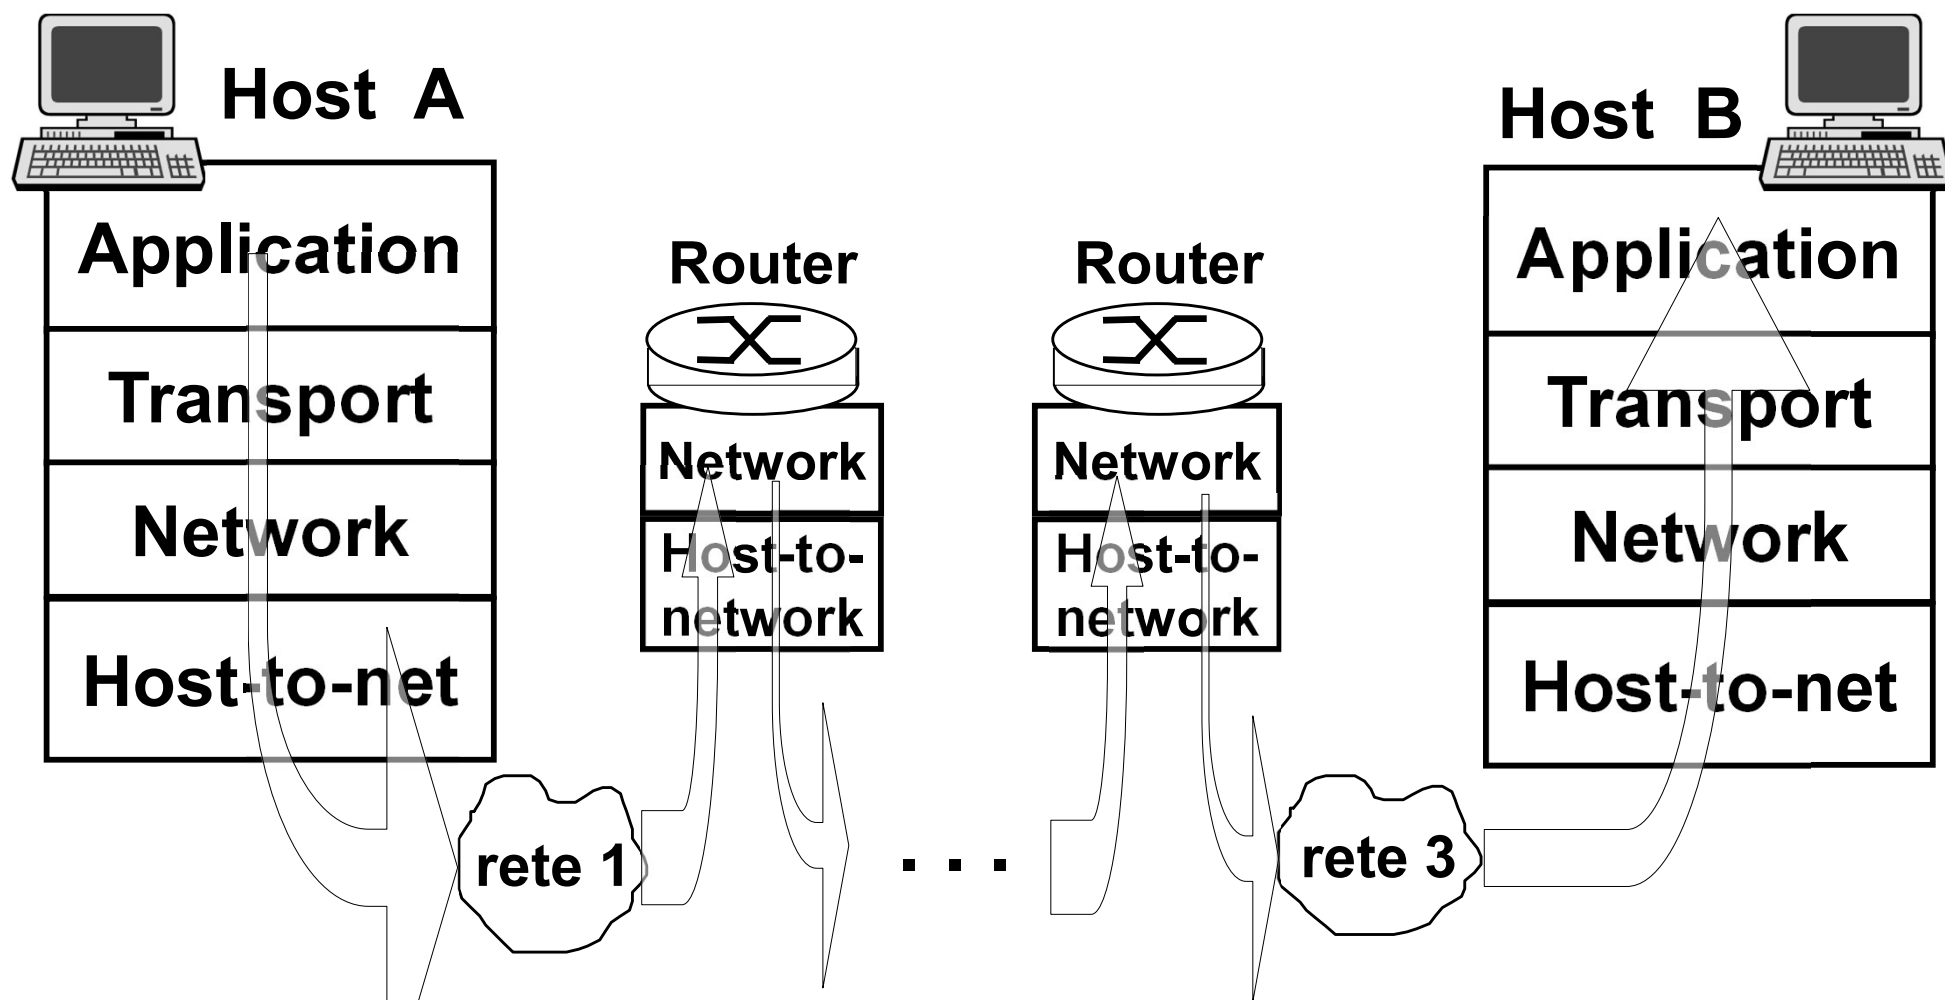 Host A
Application
Transport
Network
Host-to-net
Router
Network
Host-to-
network
Router
Network
Host-to-
network
Host B
Application
Transport
Network
Host-to-net
rete 1
. . .
rete 3